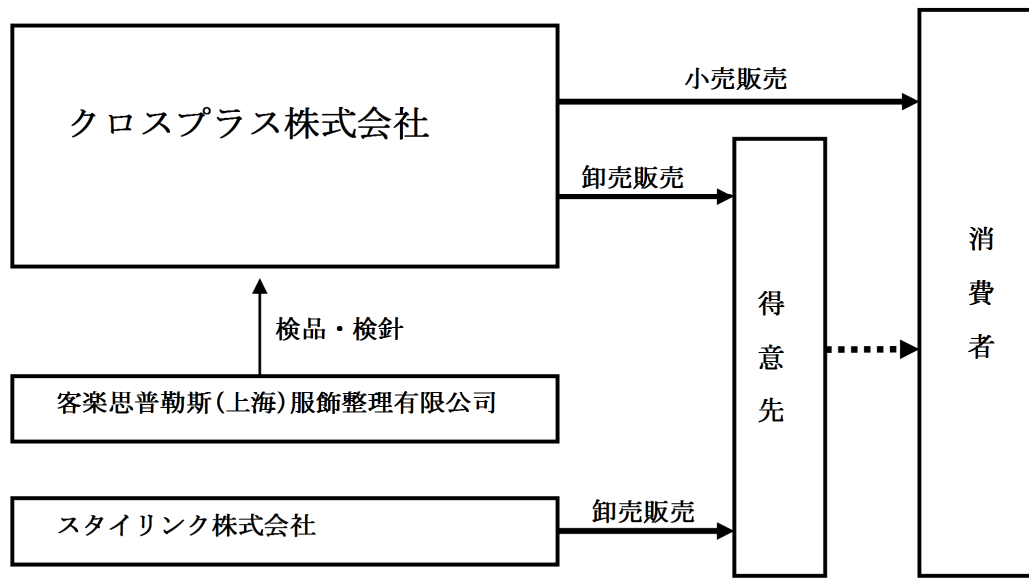 小売販売
クロスプラス株式会社
卸売販売
消費者
得意先
検品・検針
客楽思普勒斯(上海)服飾整理有限公司
スタイリンク株式会社
卸売販売